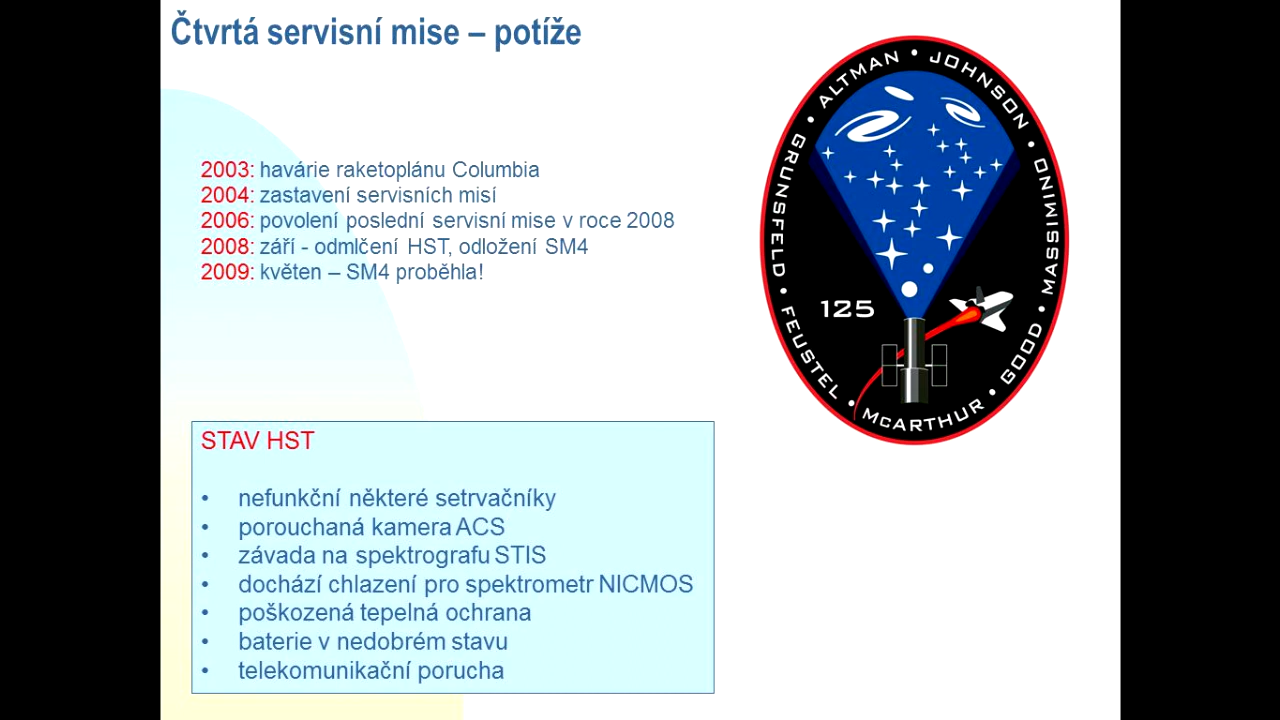 Čtvrtá servisní mise – potíže
2003: havárie raketoplánu Columbia
2004: zastavení servisních misí
2006: povolení poslední servisní mise v roce 2008
2008: září - odmlčení HST, odložení SM4
2009: květen – SM4 proběhla!
ALTMAN • JOHNSON • MASSIMINO • GOOD • MCARTHUR • FEUSTEL • GRUNSFELD •
125
STAV HST
• nefunkční některé setrvačníky
• porouchaná kamera ACS
• závada na spektrografu STIS
• dochází chlazení pro spektrometr NICMOS
• poškozená tepelná ochrana
• baterie v nedobrém stavu
• telekomunikační porucha